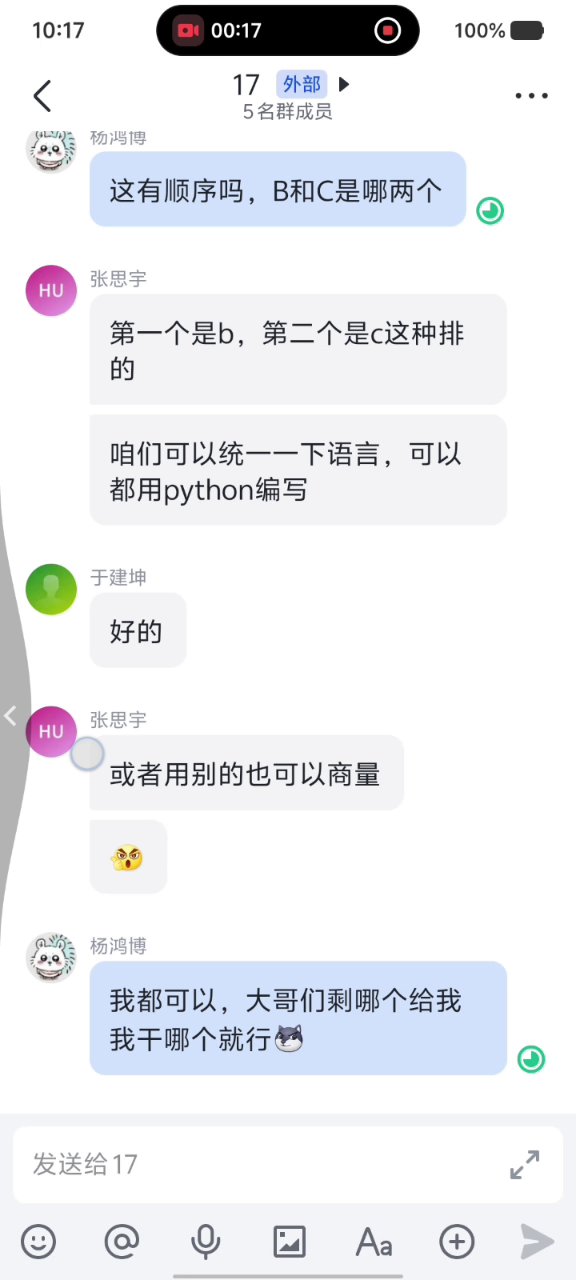 10:17
00:17
100%
17 外部
5名群成员
杨鸿博
这有顺序吗，B和C是哪两个
HU
张思宇
第一个是b，第二个是c这种排
的
咱们可以统一一下语言，可以
都用python编写
于建坤
好的
HU
张思宇
或者用别的也可以商量
杨鸿博
我都可以，大哥们剩哪个给我
我干哪个就行
发送给17
Aa